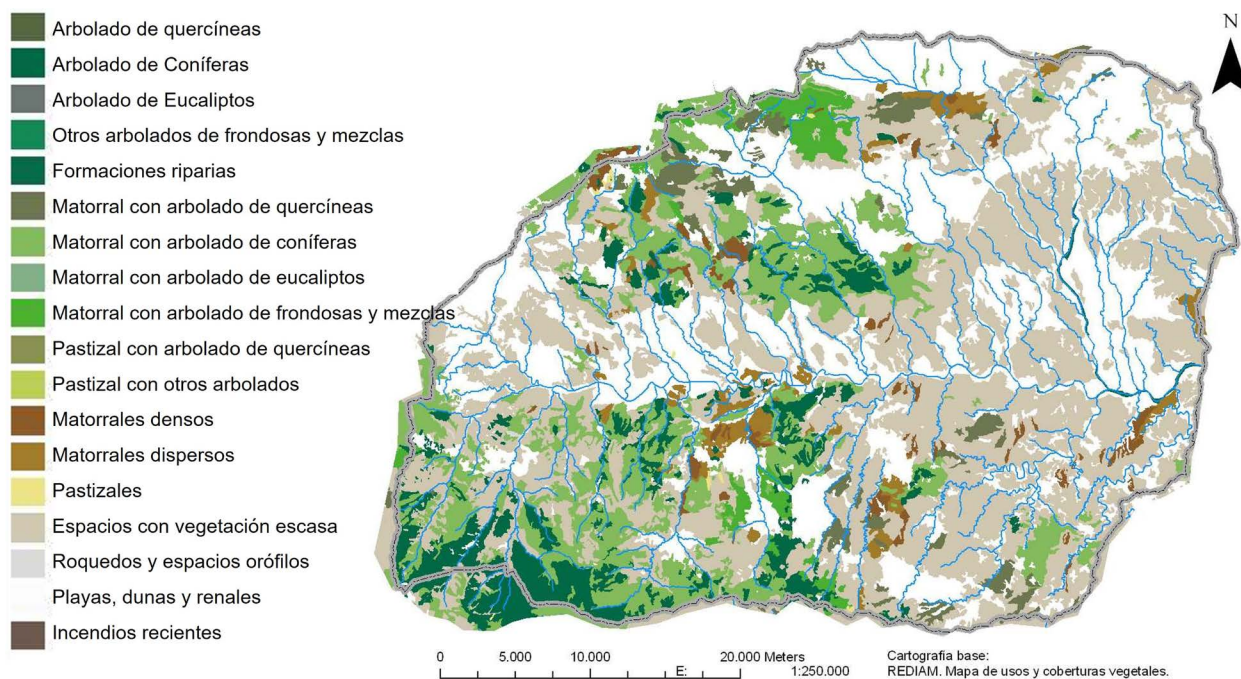 Arbolado de quercíneas
Arbolado de Coníferas
Arbolado de Eucaliptos
Otros arbolados de frondosas y mezclas
Formaciones riparias
Matorral con arbolado de quercíneas
Matorral con arbolado de coníferas
Matorral con arbolado de eucaliptos
Matorral con arbolado de frondosas y mezclas
Pastizal con arbolado de quercíneas
Pastizal con otros arbolados
Matorrales densos
Matorrales dispersos
Pastizales
Espacios con vegetación escasa
Roquedos y espacios orófilos
Playas, dunas y renales
Incendios recientes
N
0 5.000 10.000 20.000 Meters
E: 1:250.000
Cartografía base:
REDIAM. Mapa de usos y coberturas vegetales.